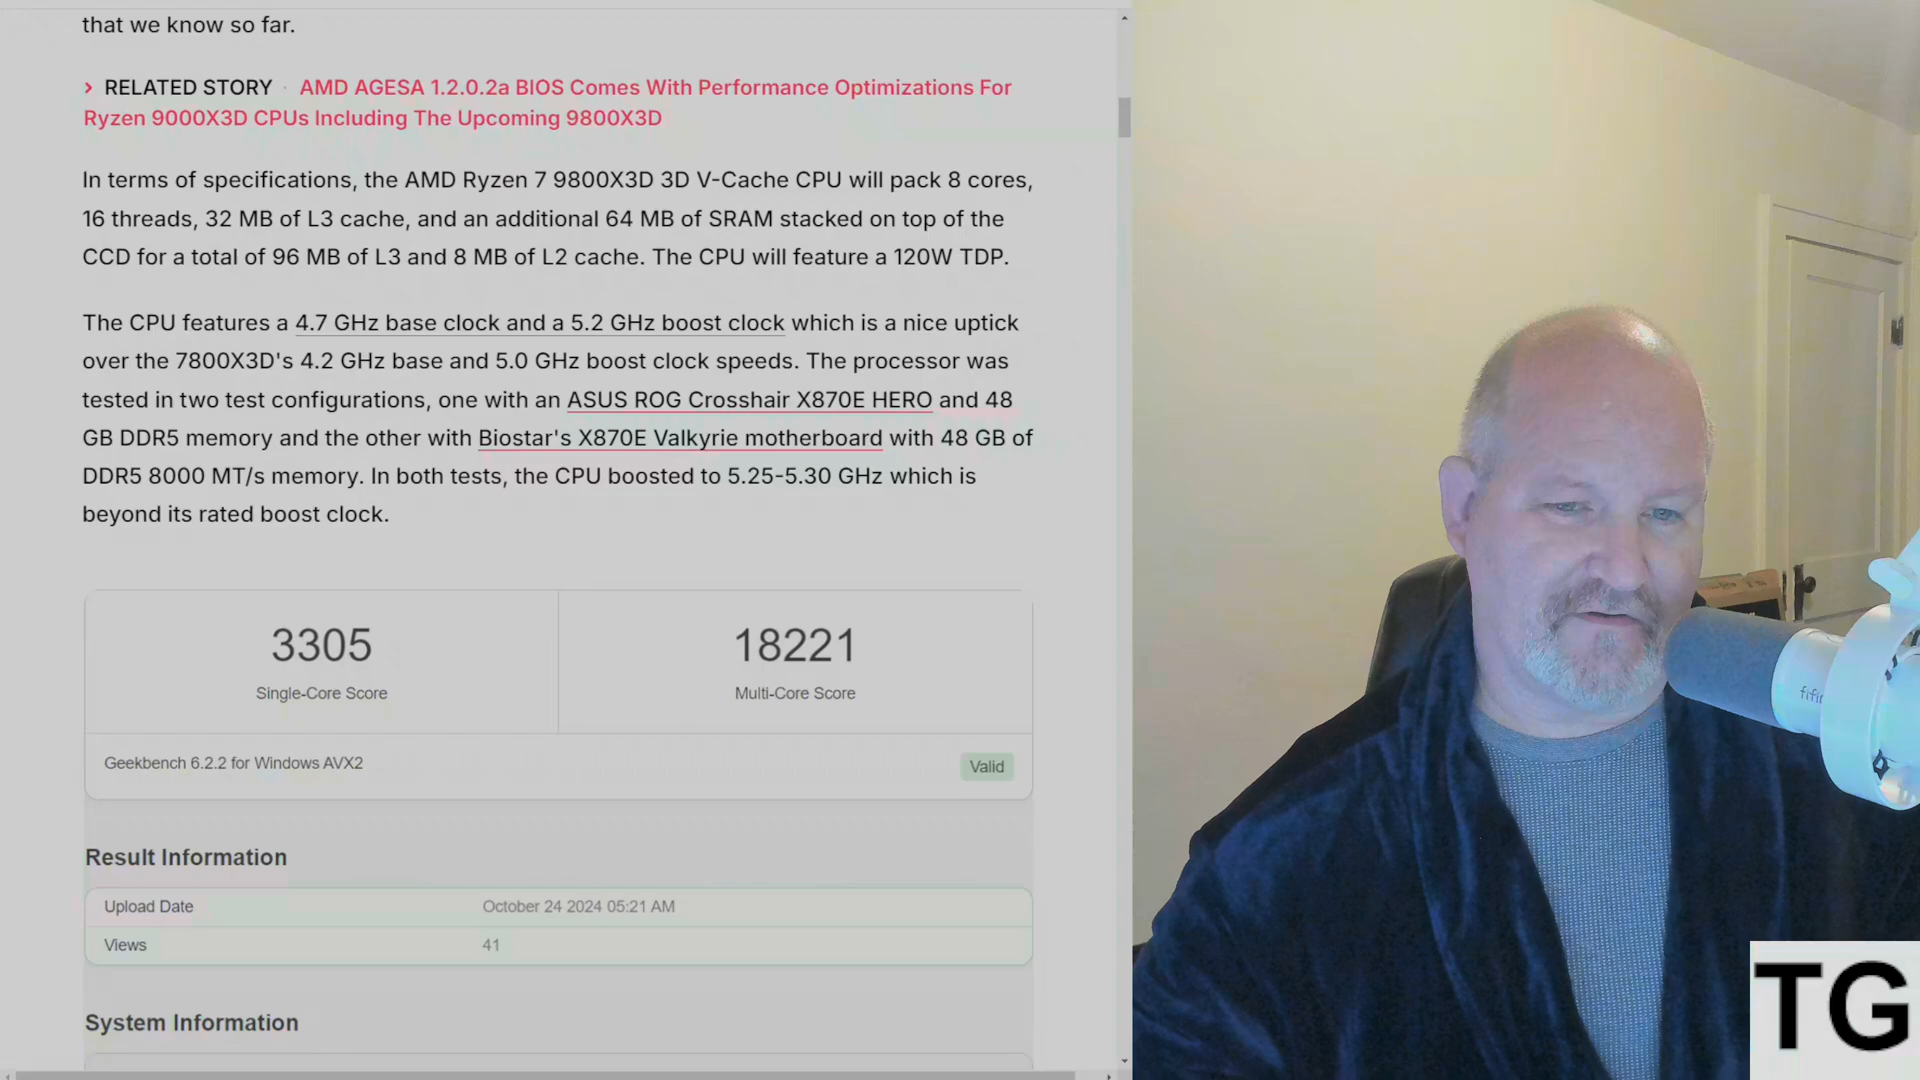 that we know so far.
› RELATED STORY · AMD AGESA 1.2.0.2a BIOS Comes With Performance Optimizations For
Ryzen 9000X3D CPUs Including The Upcoming 9800X3D
In terms of specifications, the AMD Ryzen 7 9800X3D 3D V-Cache CPU will pack 8 cores,
16 threads, 32 MB of L3 cache, and an additional 64 MB of SRAM stacked on top of the
CCD for a total of 96 MB of L3 and 8 MB of L2 cache. The CPU will feature a 120W TDP.
The CPU features a 4.7 GHz base clock and a 5.2 GHz boost clock which is a nice uptick
over the 7800X3D's 4.2 GHz base and 5.0 GHz boost clock speeds. The processor was
tested in two test configurations, one with an ASUS ROG Crosshair X870E HERO and 48
GB DDR5 memory and the other with Biostar's X870E Valkyrie motherboard with 48 GB of
DDR5 8000 MT/s memory. In both tests, the CPU boosted to 5.25-5.30 GHz which is
beyond its rated boost clock.
3305
Single-Core Score
18221
Multi-Core Score
Geekbench 6.2.2 for Windows AVX2
Valid
Result Information
Upload Date October 24 2024 05:21 AM
Views 41
System Information
TG